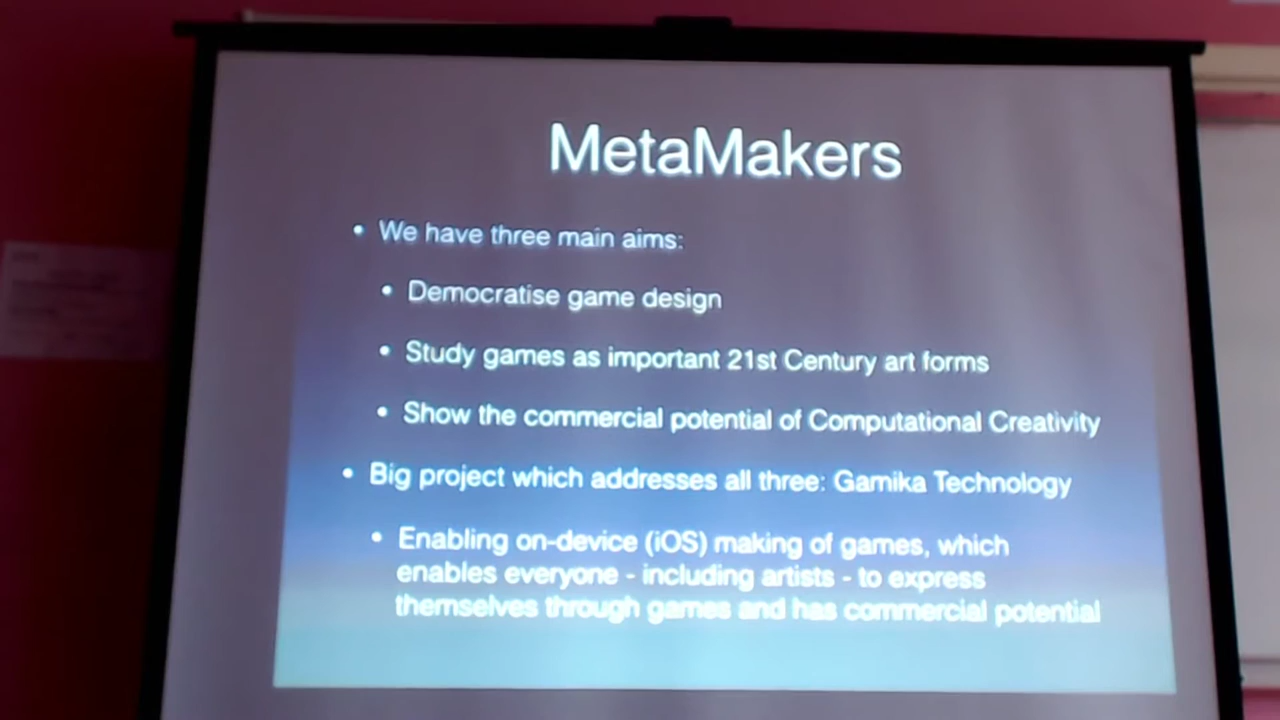 MetaMakers
• We have three main aims:
• Democratise game design
• Study games as important 21st Century art forms
• Show the commercial potential of Computational Creativity
• Big project which addresses all three: Gamika Technology
• Enabling on-device (iOS) making of games, which
enables everyone - including artists - to express
themselves through games and has commercial potential